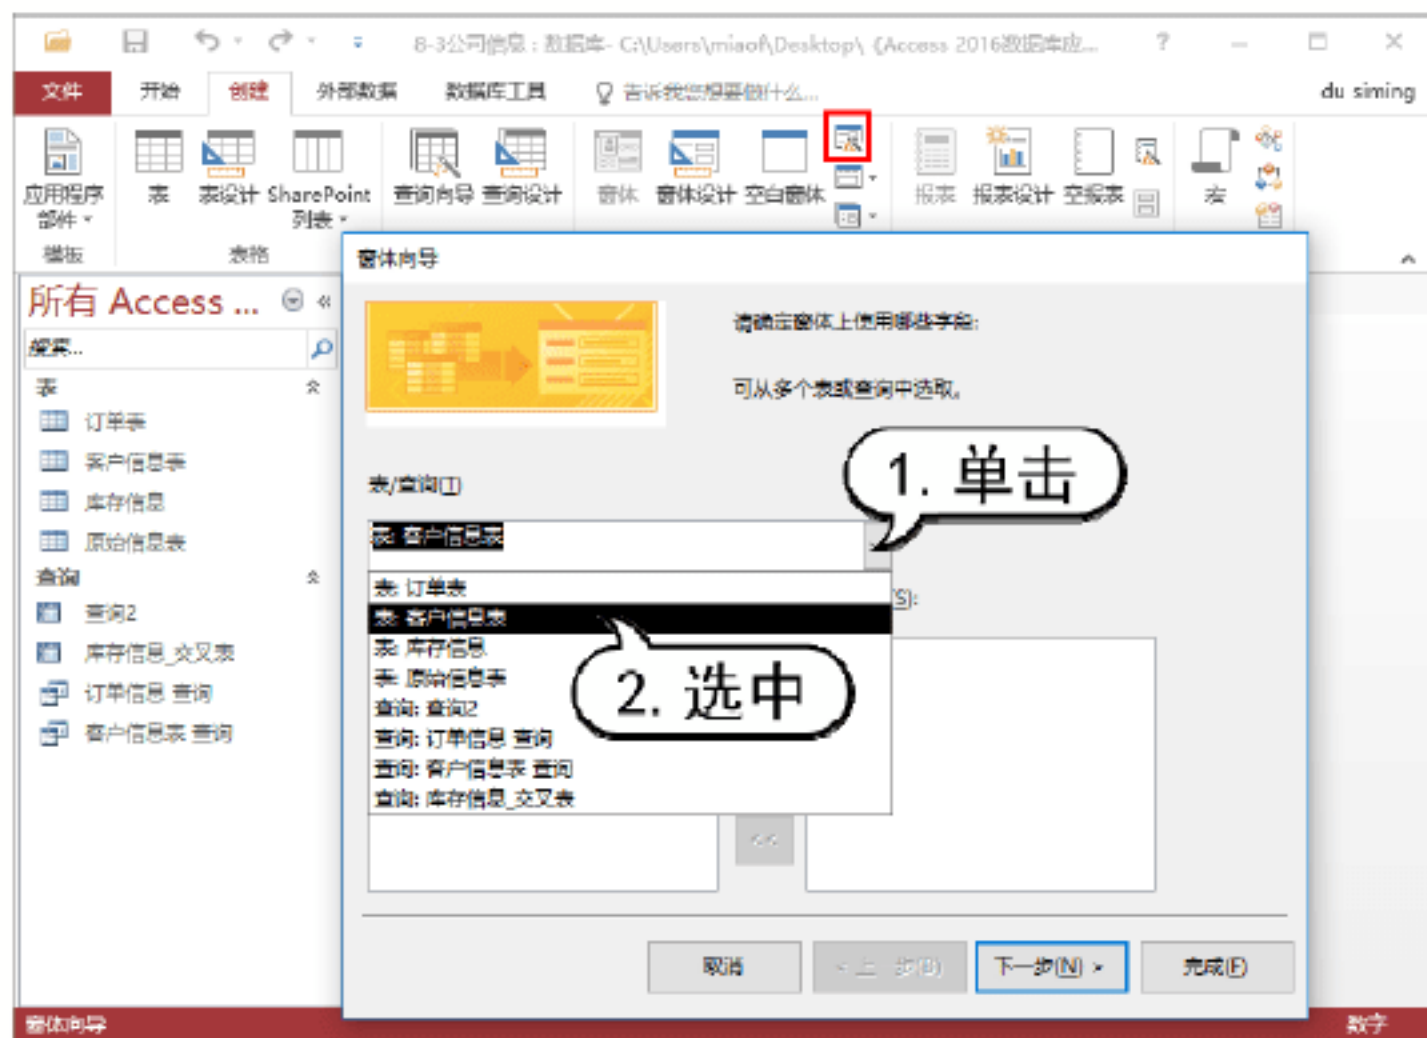 8-3公司信息 : 数据库- C:\Users\miaof\Desktop\《Access 2016数据库应...
文件 开始 创建 外部数据 数据库工具 告诉我您想要做什么... du siming
应用程序部件 表 表设计 SharePoint 列表 查询向导 查询设计 窗体 窗体设计 空白窗体 报表 报表设计 空报表 宏
模板 表格
所有 Access ...
搜索...
表
订单表
客户信息表
库存信息
原始信息表
查询
查询2
库存信息_交叉表
订单信息 查询
客户信息表 查询
窗体向导
请确定窗体上使用哪些字段:
可从多个表或查询中选取。
1. 单击
表/查询(T)
表: 客户信息表
表: 订单表
表: 客户信息表
表: 库存信息
表: 原始信息表
查询: 查询2
查询: 订单信息 查询
查询: 客户信息表 查询
查询: 库存信息_交叉表
(S):
2. 选中
<<
取消 < 上一步(B) 下一步(N) > 完成(F)
窗体向导 数字